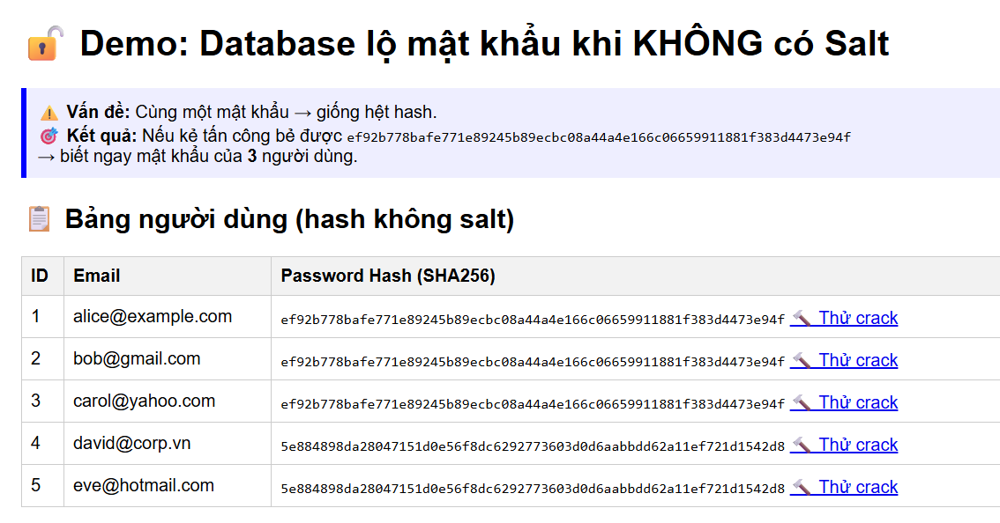 Demo: Database lộ mật khẩu khi KHÔNG có Salt
Vấn đề: Cùng một mật khẩu → giống hệt hash.
Kết quả: Nếu kẻ tấn công bẻ được ef92b778bafe771e89245b89ecbc08a44a4e166c06659911881f383d4473e94f
→ biết ngay mật khẩu của 3 người dùng.
Bảng người dùng (hash không salt)
ID Email Password Hash (SHA256)
1 alice@example.com ef92b778bafe771e89245b89ecbc08a44a4e166c06659911881f383d4473e94f Thử crack
2 bob@gmail.com ef92b778bafe771e89245b89ecbc08a44a4e166c06659911881f383d4473e94f Thử crack
3 carol@yahoo.com ef92b778bafe771e89245b89ecbc08a44a4e166c06659911881f383d4473e94f Thử crack
4 david@corp.vn 5e884898da28047151d0e56f8dc6292773603d0d6aabbdd62a11ef721d1542d8 Thử crack
5 eve@hotmail.com 5e884898da28047151d0e56f8dc6292773603d0d6aabbdd62a11ef721d1542d8 Thử crack